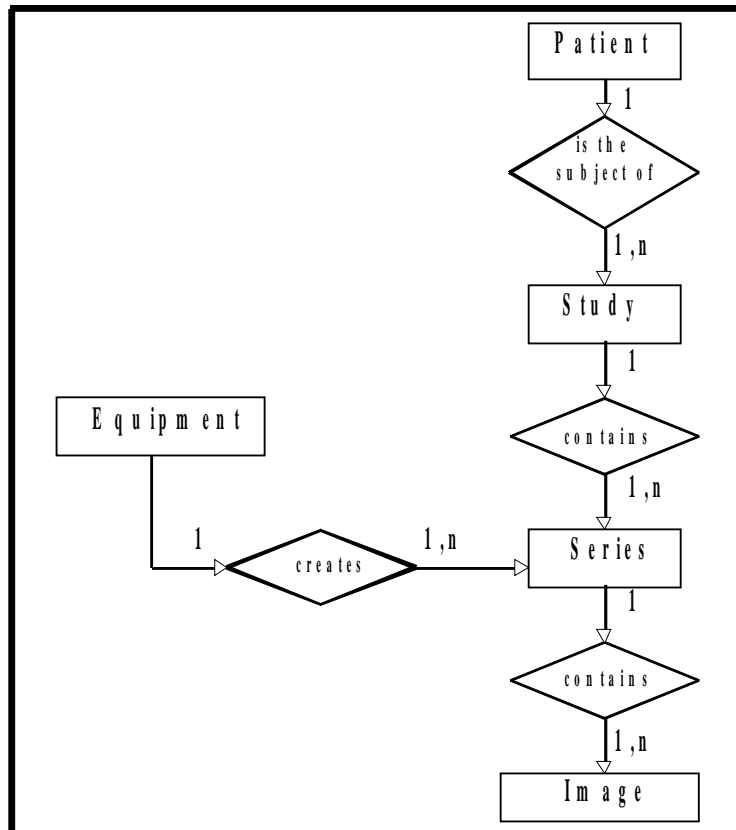 Patient
1
is the
subject of
1,n
Study
1
Equipment
contains
1,n
1
1,n
Series
creates
1
contains
1,n
Image